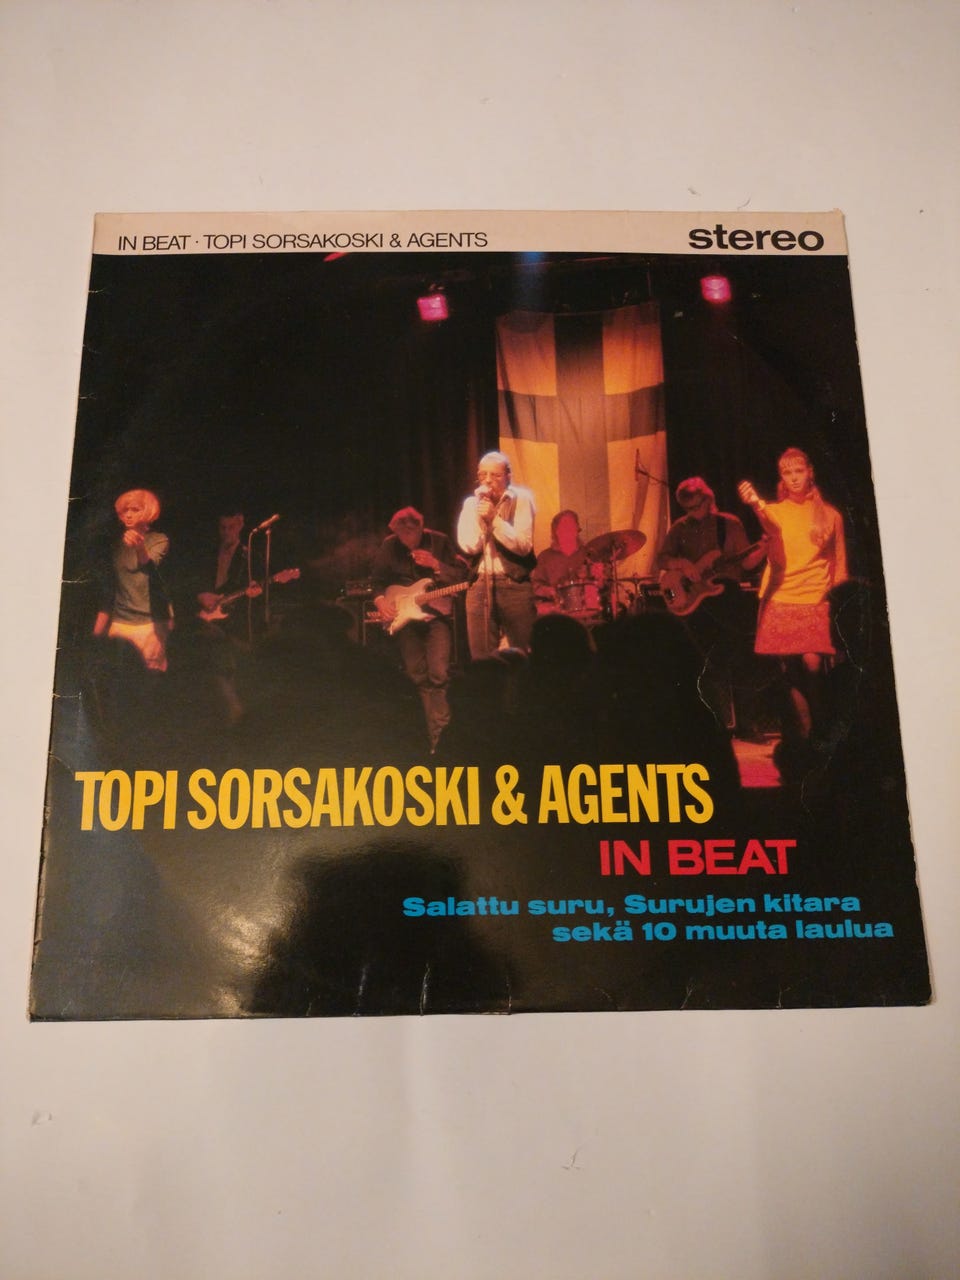 IN BEAT · TOPI SORSAKOSKI & AGENTS
stereo
TOPI SORSAKOSKI & AGENTS
IN BEAT
Salattu suru, Surujen kitara
sekä 10 muuta laulua